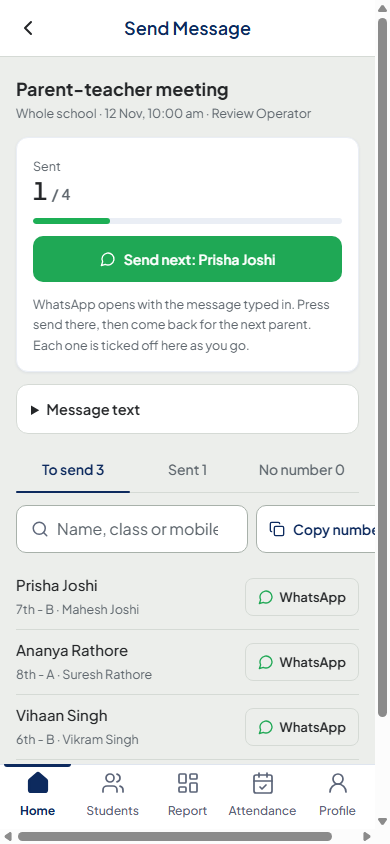 Send Message
Parent-teacher meeting
Whole school · 12 Nov, 10:00 am · Review Operator
Sent
1 / 4
Send next: Prisha Joshi
WhatsApp opens with the message typed in. Press
send there, then come back for the next parent.
Each one is ticked off here as you go.
Message text
To send 3 Sent 1 No number 0
Name, class or mobile
Copy numbe
Prisha Joshi
7th - B · Mahesh Joshi
WhatsApp
Ananya Rathore
8th - A · Suresh Rathore
WhatsApp
Vihaan Singh
6th - B · Vikram Singh
WhatsApp
Home Students Report Attendance Profile